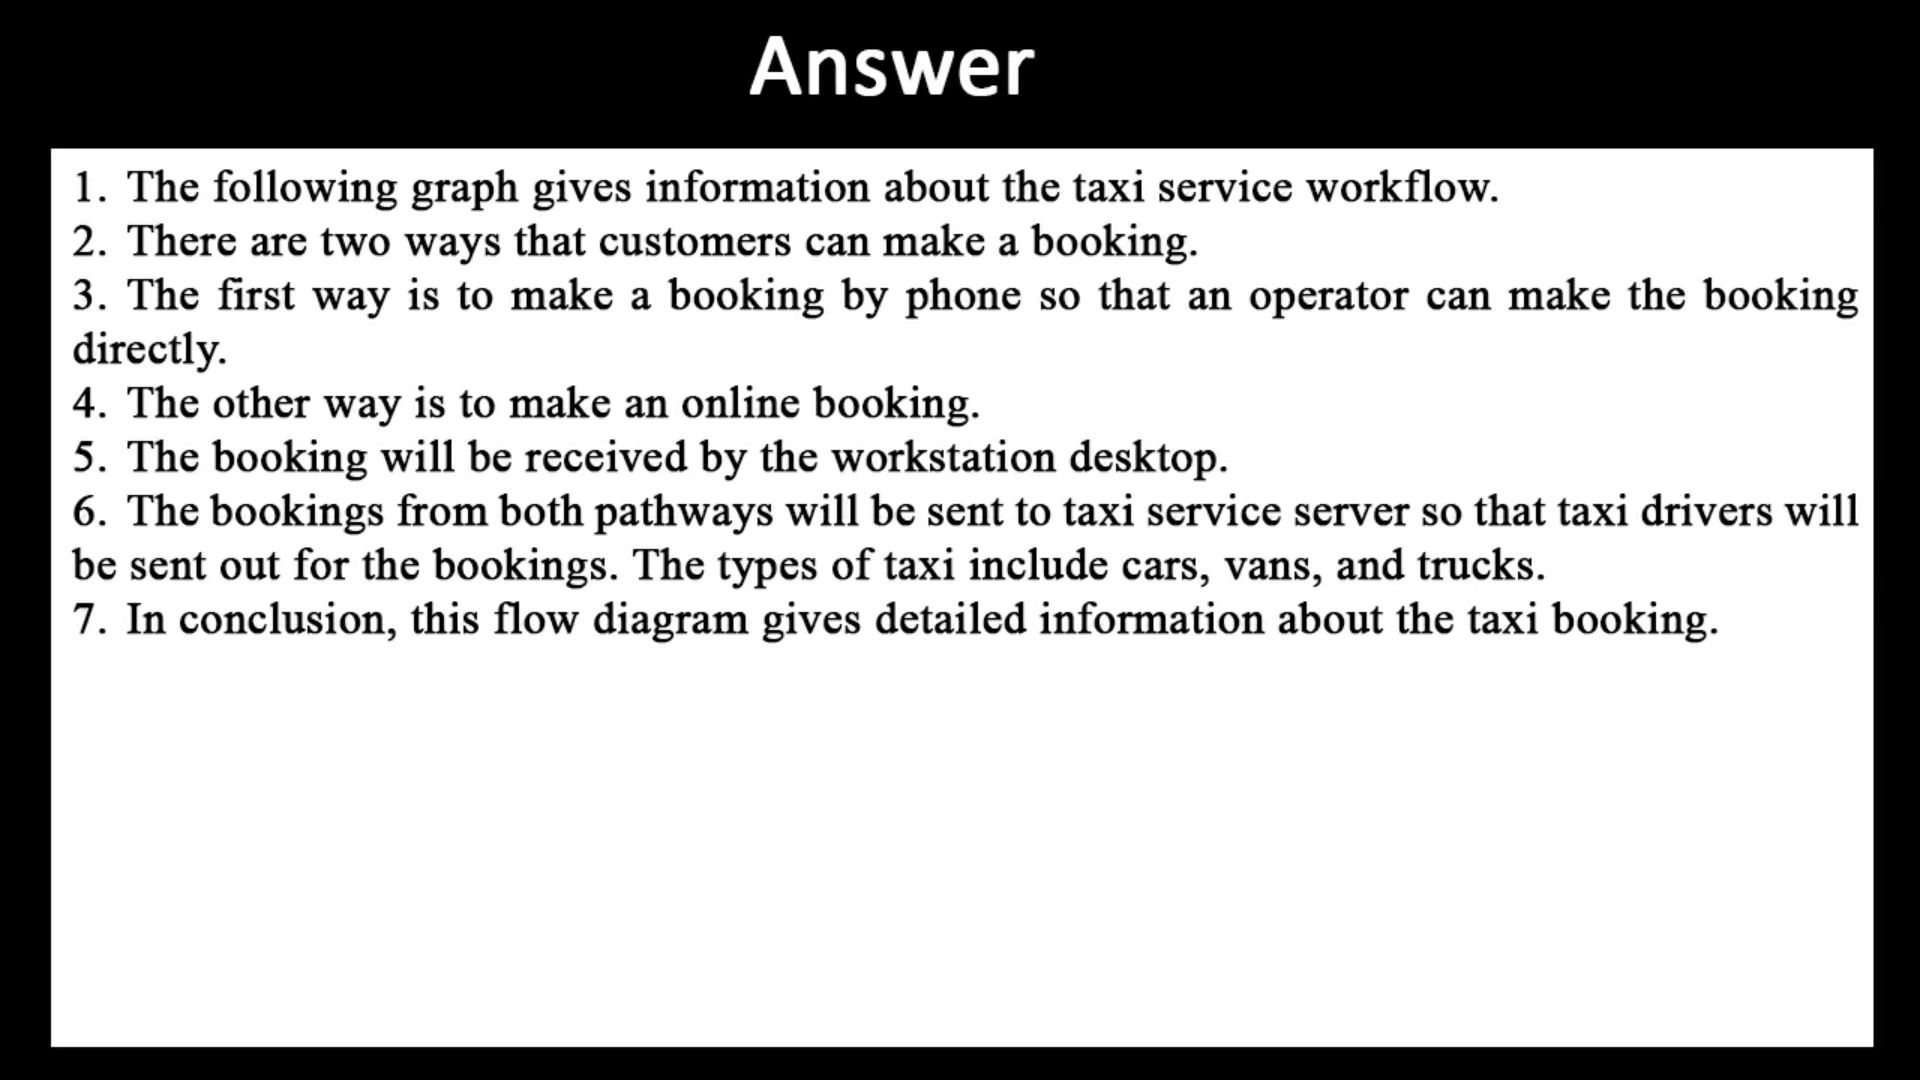 Answer
1. The following graph gives information about the taxi service workflow.
2. There are two ways that customers can make a booking.
3. The first way is to make a booking by phone so that an operator can make the booking
directly.
4. The other way is to make an online booking.
5. The booking will be received by the workstation desktop.
6. The bookings from both pathways will be sent to taxi service server so that taxi drivers will
be sent out for the bookings. The types of taxi include cars, vans, and trucks.
7. In conclusion, this flow diagram gives detailed information about the taxi booking.